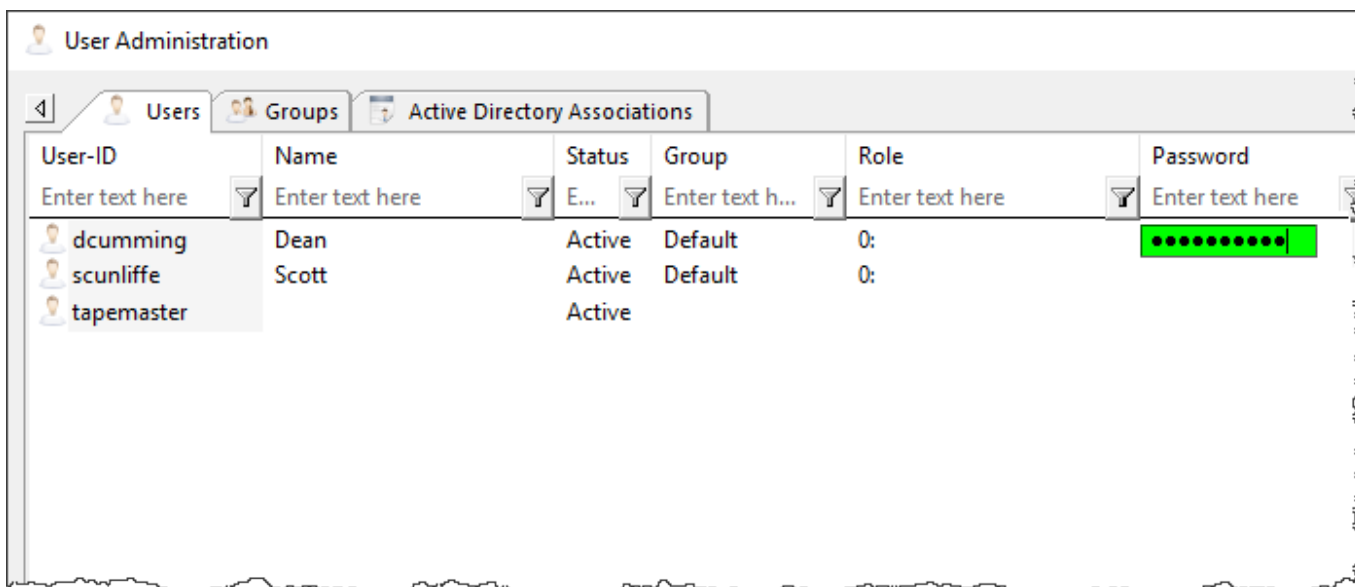 User Administration
Users Groups Active Directory Associations
User-ID Name Status Group Role Password
Enter text here Enter text here E... Enter text h... Enter text here Enter text here
dcumming Dean Active Default 0: ●●●●●●●●●●
scunliffe Scott Active Default 0:
tapemaster Active